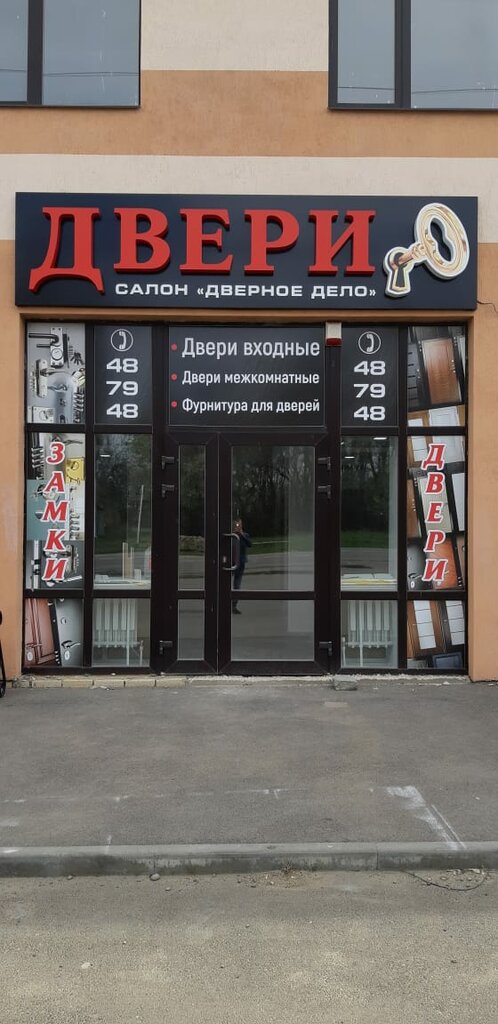 ДВЕРИ
САЛОН «ДВЕРНОЕ ДЕЛО»
48
79
48
• Двери входные
• Двери межкомнатные
• Фурнитура для дверей
48
79
48
ЗАМКИ
ДВЕРИ